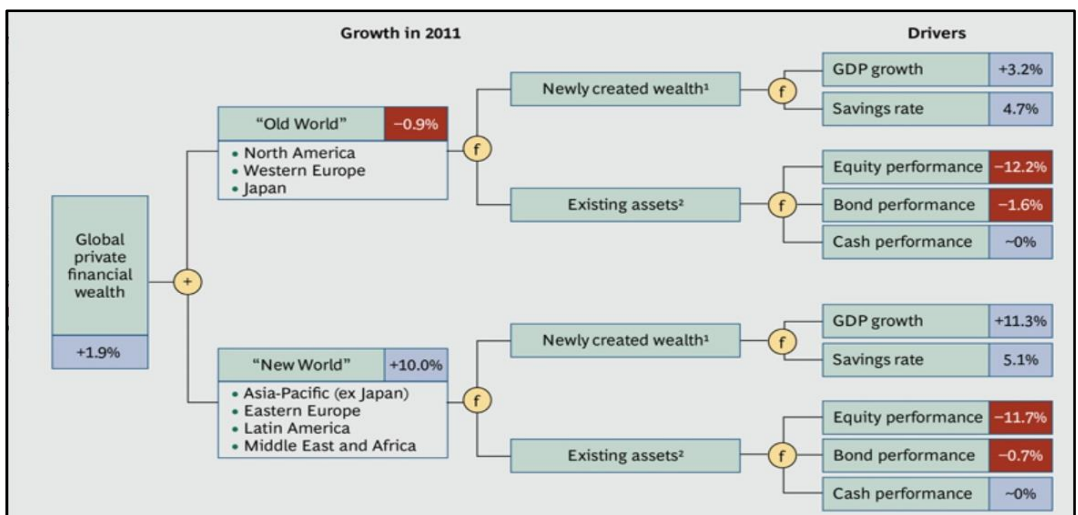 Growth in 2011
Drivers
Global
private
financial
wealth
+1.9%
+
"Old World"
−0.9%
• North America
• Western Europe
• Japan
f
Newly created wealth¹
f
GDP growth
+3.2%
Savings rate
4.7%
Existing assets²
f
Equity performance
−12.2%
Bond performance
−1.6%
Cash performance
~0%
"New World"
+10.0%
• Asia-Pacific (ex Japan)
• Eastern Europe
• Latin America
• Middle East and Africa
f
Newly created wealth¹
f
GDP growth
+11.3%
Savings rate
5.1%
Existing assets²
f
Equity performance
−11.7%
Bond performance
−0.7%
Cash performance
~0%